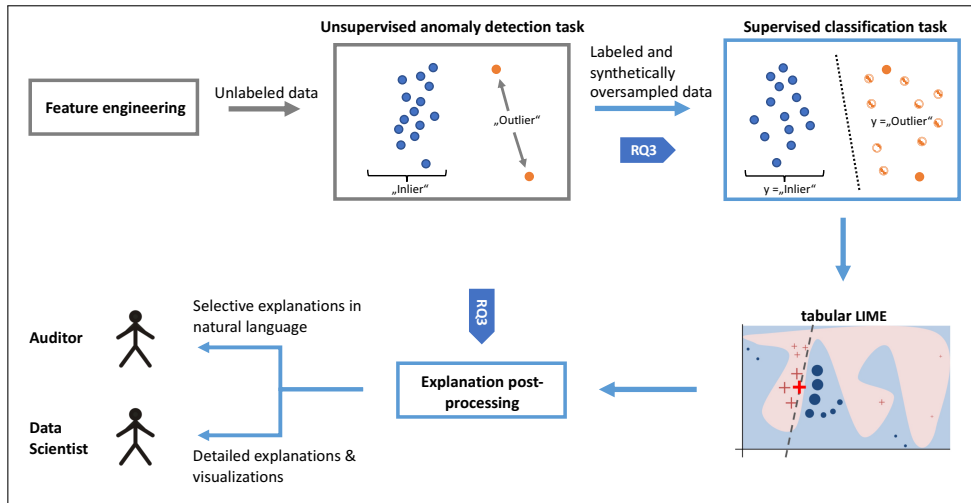 Unsupervised anomaly detection task
Supervised classification task
Feature engineering
Unlabeled data
„Outlier“
„Inlier“
Labeled and
synthetically
oversampled data
RQ3
y =„Outlier“
y =„Inlier“
tabular LIME
RQ3
Explanation post-
processing
Selective explanations in
natural language
Auditor
Data
Scientist
Detailed explanations &
visualizations